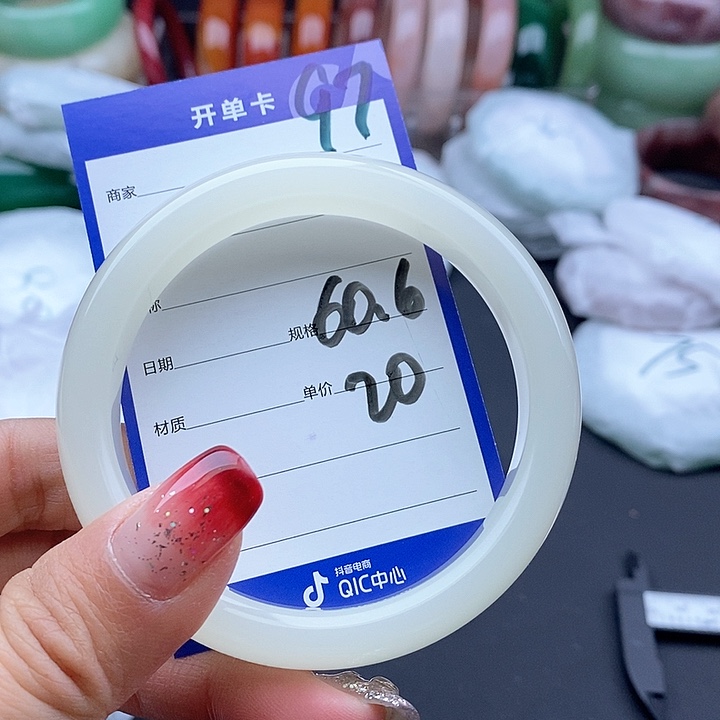 开单卡 97
商家
称
规格 60.6
日期
单价 20
材质
抖音电商
QIC中心